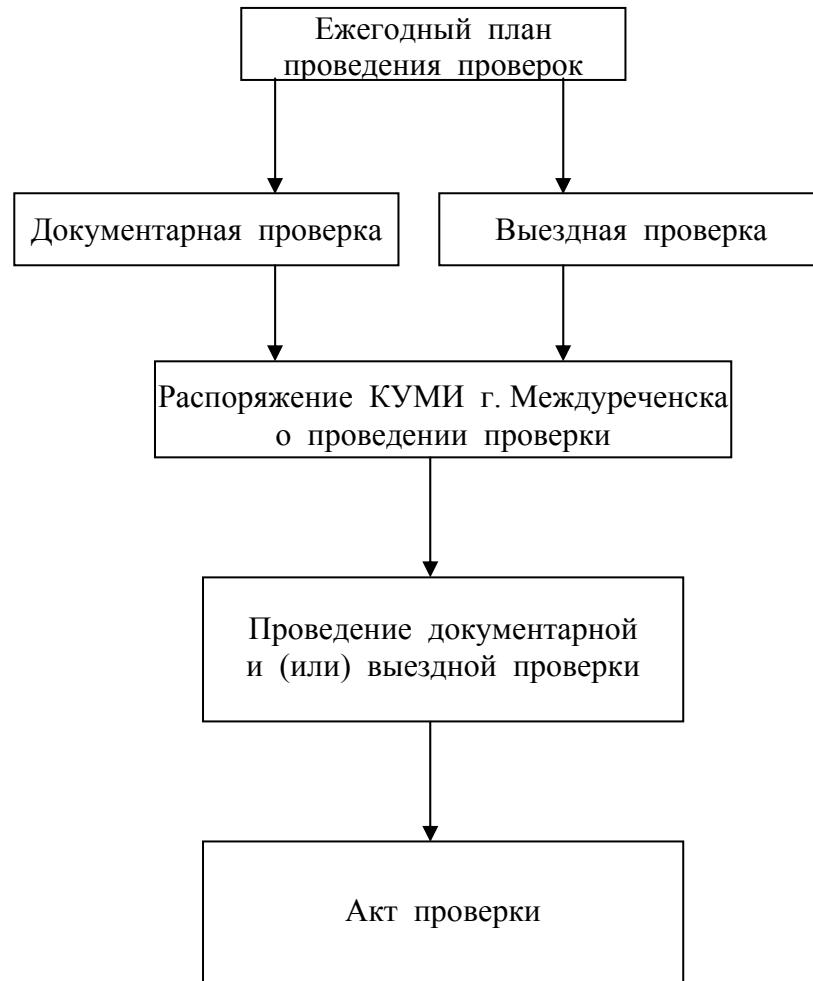 Ежегодный план
проведения проверок
Документарная проверка
Выездная проверка
Распоряжение КУМИ г. Междуреченска
о проведении проверки
Проведение документарной
и (или) выездной проверки
Акт проверки